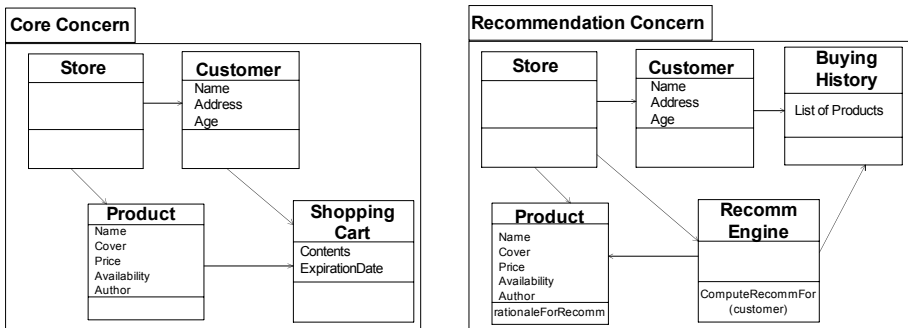 Core Concern
Store
Customer
Name
Address
Age
Product
Name
Cover
Price
Availability
Author
Shopping
Cart
Contents
ExpirationDate
Recommendation Concern
Store
Customer
Name
Address
Age
Buying
History
List of Products
Product
Name
Cover
Price
Availability
Author
rationaleForRecomm
Recomm
Engine
ComputeRecommFor
(customer)